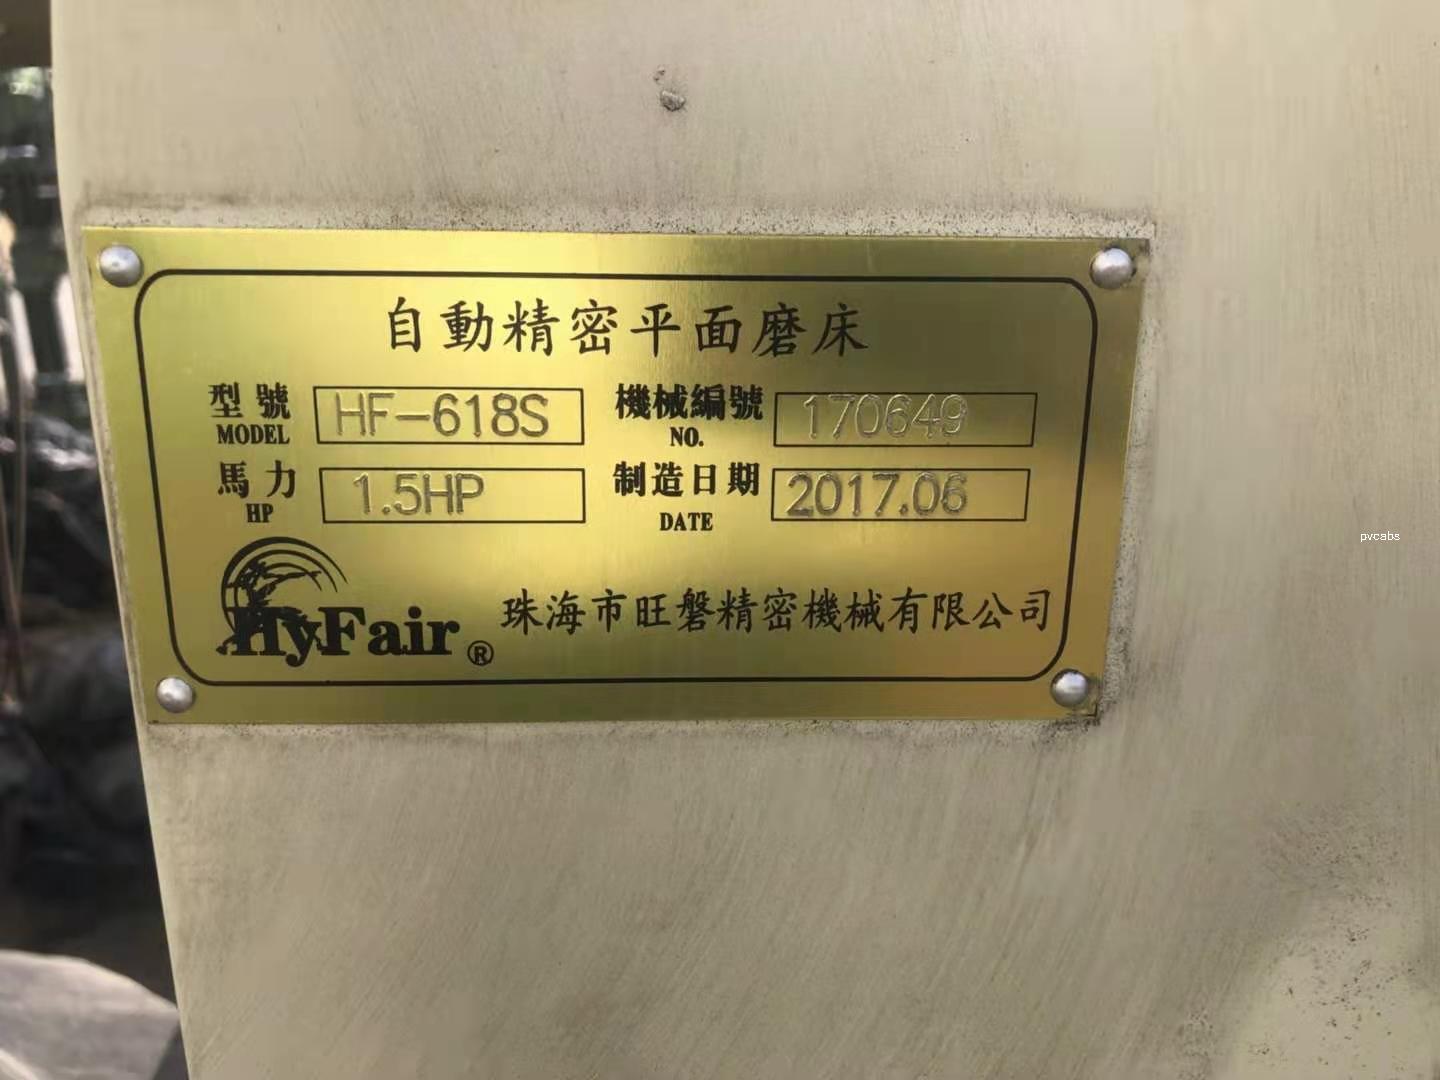 自動精密平面磨床
型號 HF-618S 機械編號 170649
MODEL NO.
馬力 1.5HP 制造日期 2017.06
HP DATE
HyFair® 珠海市旺磐精密機械有限公司
pvcabs